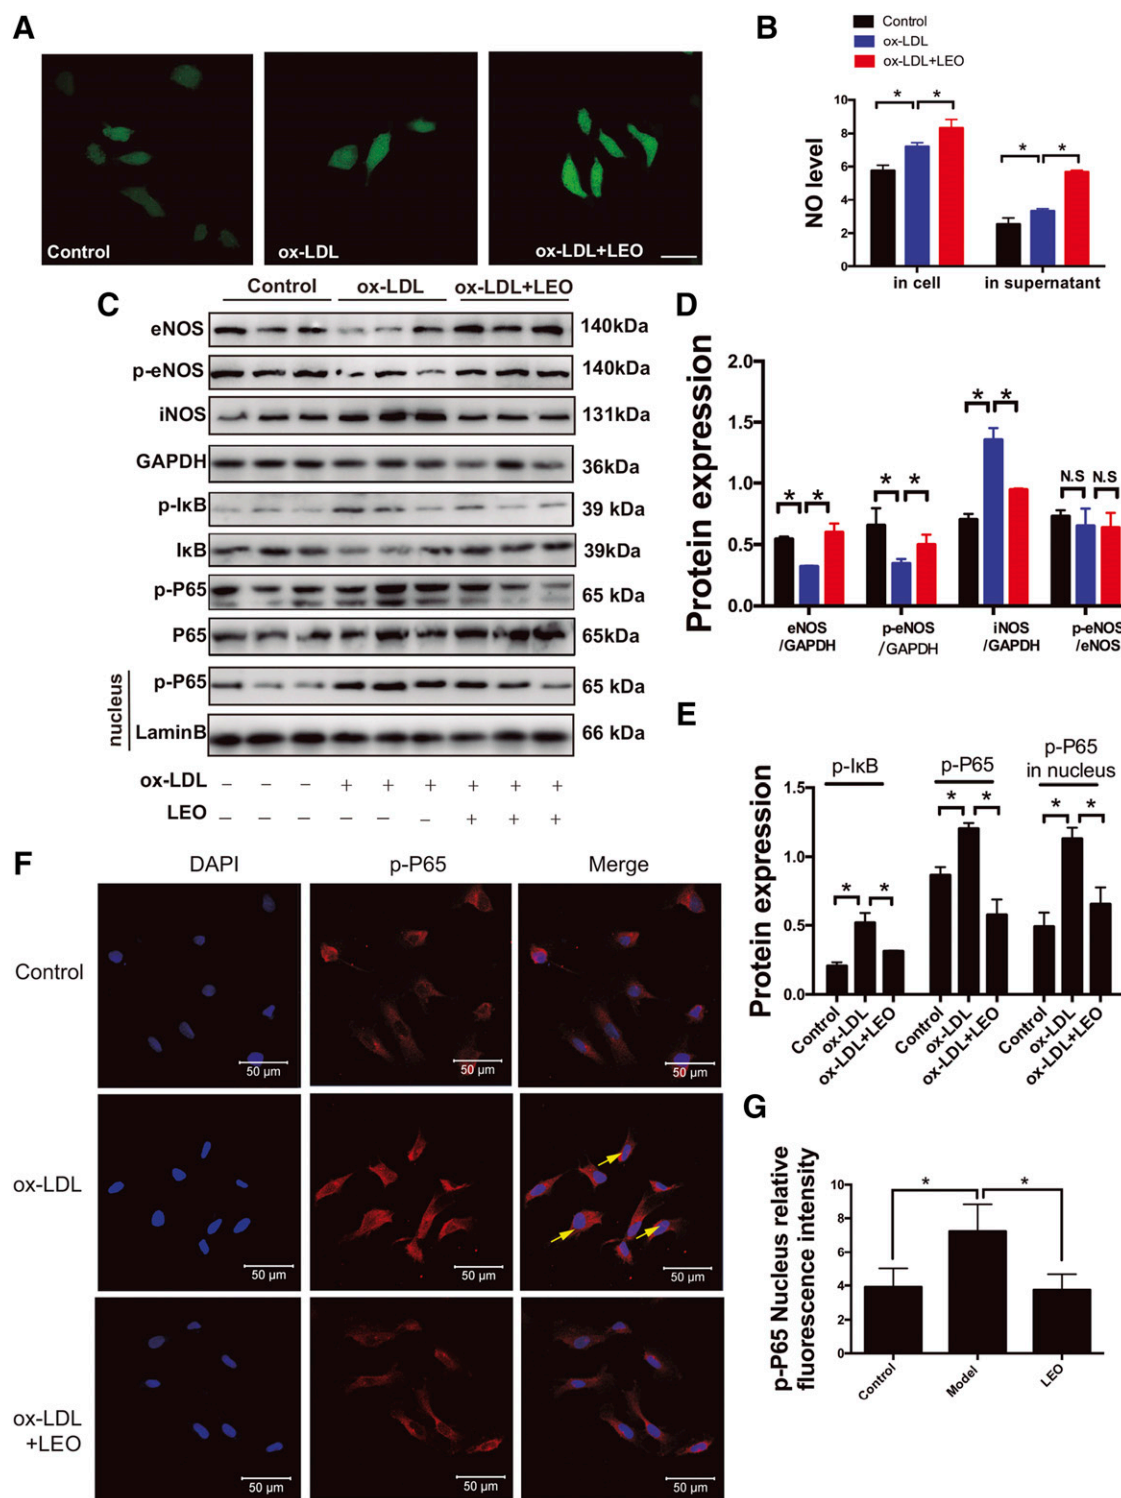 A
Control
ox-LDL
ox-LDL+LEO
B
Control
ox-LDL
ox-LDL+LEO
NO level
10
8
6
4
2
0
* *
* *
in cell
in supernatant
C
Control
ox-LDL
ox-LDL+LEO
eNOS 140kDa
p-eNOS 140kDa
iNOS 131kDa
GAPDH 36kDa
p-IκB 39 kDa
IκB 39kDa
p-P65 65 kDa
P65 65kDa
nucleus
p-P65 65 kDa
LaminB 66 kDa
ox-LDL − − − + + + + + +
LEO − − − − − − + + +
D
Protein expression
2.0
1.5
1.0
0.5
0.0
* *
* *
* *
N.S N.S
eNOS
/GAPDH
p-eNOS
/GAPDH
iNOS
/GAPDH
p-eNOS
/eNOS
E
p-IκB
p-P65
p-P65
in nucleus
Protein expression
1.5
1.0
0.5
0.0
* *
* *
* *
Control
ox-LDL
ox-LDL+LEO
Control
ox-LDL
ox-LDL+LEO
Control
ox-LDL
ox-LDL+LEO
F
DAPI
p-P65
Merge
Control
50 µm
50 µm
50 µm
ox-LDL
50 µm
50 µm
50 µm
ox-LDL
+LEO
50 µm
50 µm
50 µm
G
p-P65 Nucleus relative
fluorescence intensity
10
8
6
4
2
0
* *
Control
Model
LEO